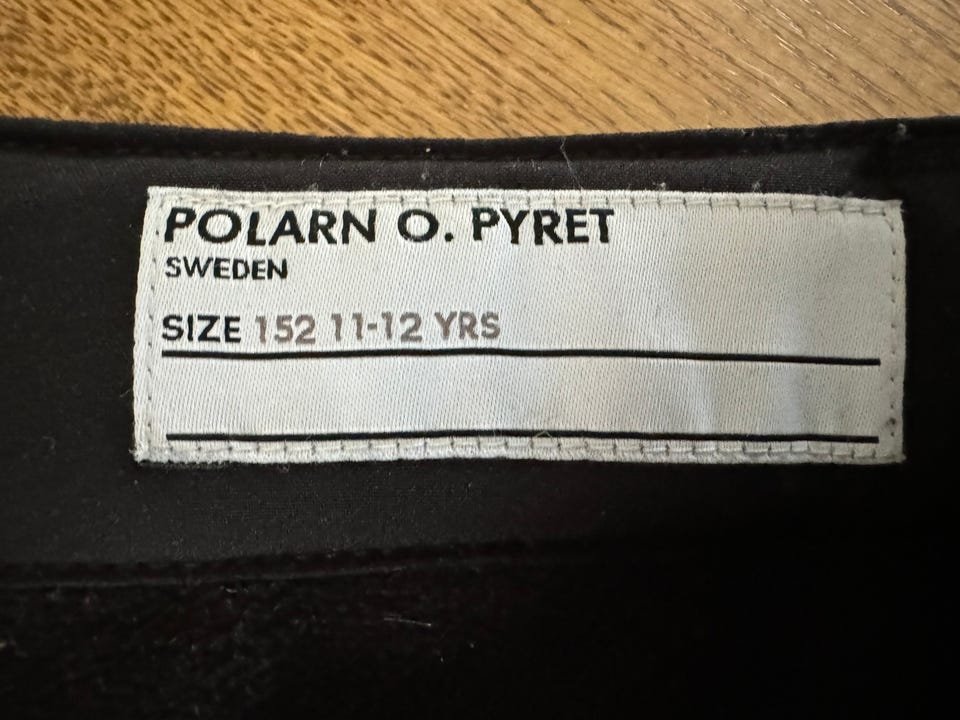 POLARN O. PYRET
SWEDEN
SIZE 152 11-12 YRS